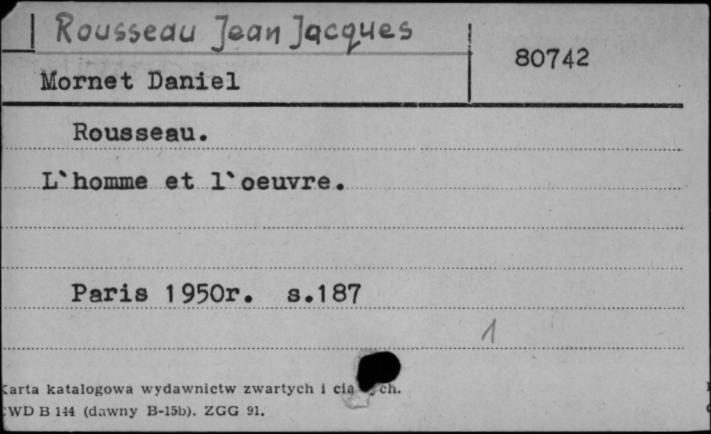 Rousseau Jean Jacques
80742
Mornet Daniel
Rousseau.
L`homme et l`oeuvre.
Paris 1950r. s.187
1
Karta katalogowa wydawnictw zwartych i
WD B 144 (dawny B-15b). ZGG 91.